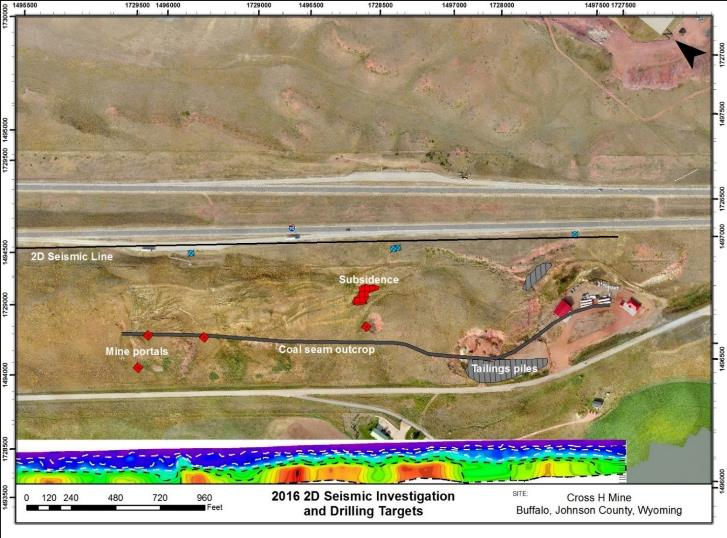 1496500
1729500
1496000
1729000
1495500
1728500
1497000
1728000
1497500
1727500
1730000
1727000
1497500
N
1495000
1729500
1726500
1497000
1494500
2D Seismic Line
Subsidence
1729000
Mine portals
Coal seam outcrop
Tailings piles
1494000
1496500
1728500
1496000
1493500
0 120 240 480 720 960
Feet
2016 2D Seismic Investigation
and Drilling Targets
SITE:
Cross H Mine
Buffalo, Johnson County, Wyoming